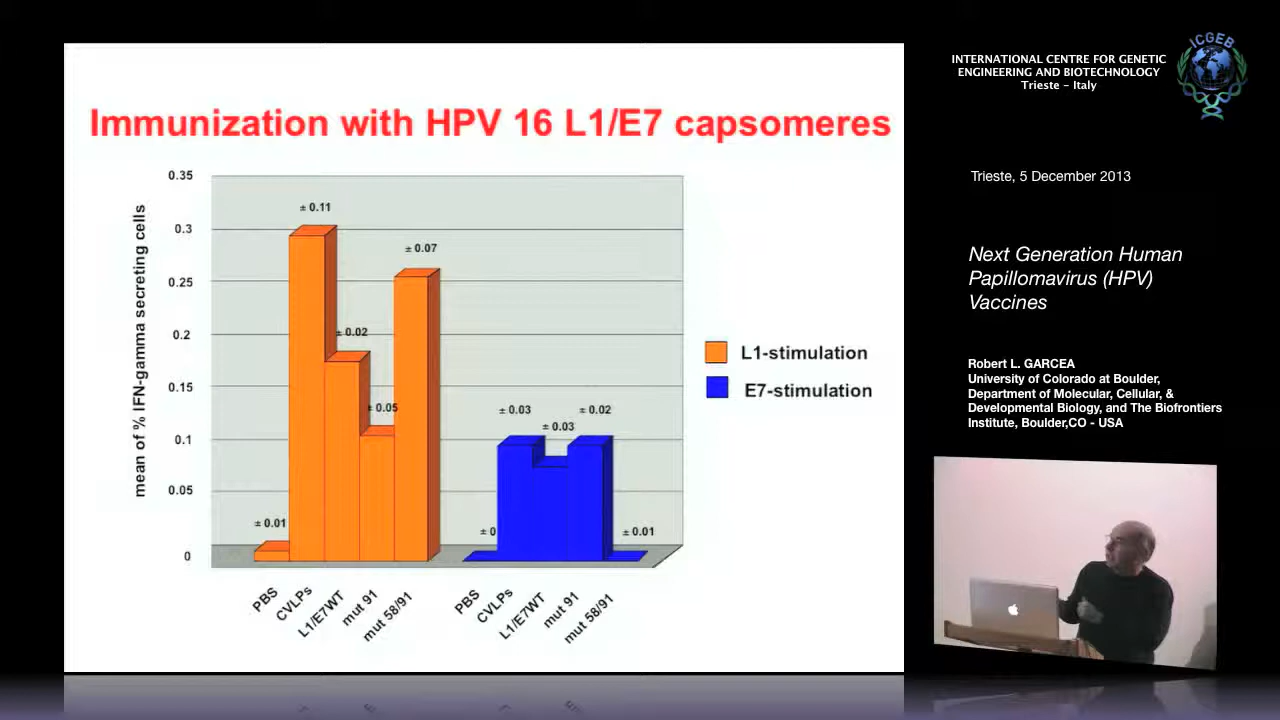 Immunization with HPV 16 L1/E7 capsomeres
mean of % IFN-gamma secreting cells
0.35
0.3
0.25
0.2
0.15
0.1
0.05
0
± 0.01
± 0.11
± 0.02
± 0.05
± 0.07
± 0
± 0.03
± 0.03
± 0.02
± 0.01
PBS
CVLPs
L1/E7WT
mut 91
mut 58/91
PBS
CVLPs
L1/E7WT
mut 91
mut 58/91
L1-stimulation
E7-stimulation
INTERNATIONAL CENTRE FOR GENETIC
ENGINEERING AND BIOTECHNOLOGY
Trieste - Italy
ICGEB
Trieste, 5 December 2013
Next Generation Human
Papillomavirus (HPV)
Vaccines
Robert L. GARCEA
University of Colorado at Boulder,
Department of Molecular, Cellular, &
Developmental Biology, and The Biofrontiers
Institute, Boulder,CO - USA